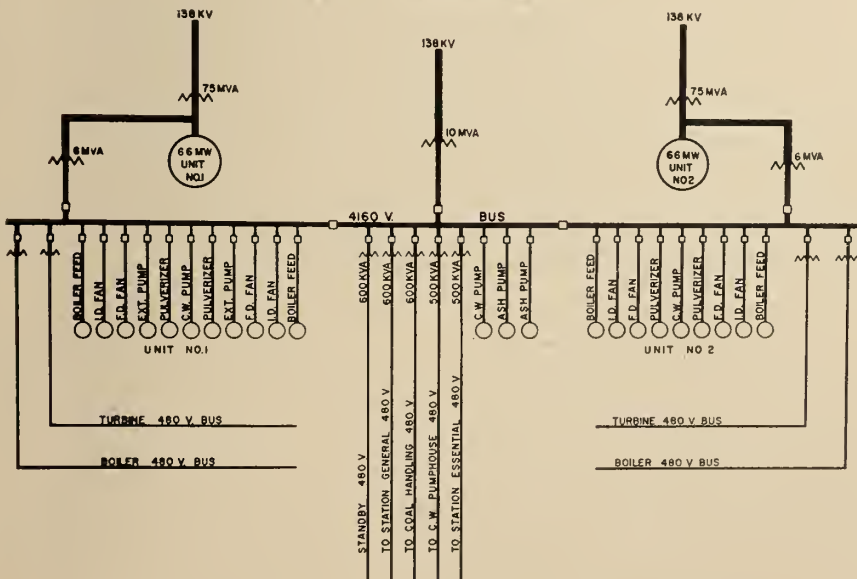 138 KV
138 KV
138 KV
75 MVA
75 MVA
10 MVA
6 MVA
6 MVA
66 MW
UNIT
NO.1
66 MW
UNIT
NO2
4160 V. BUS
BOILER FEED
I.D. FAN
F.D. FAN
EXT. PUMP
PULVERIZER
C.W. PUMP
PULVERIZER
EXT. PUMP
F.D. FAN
I.D. FAN
BOILER FEED
UNIT NO.1
600 KVA
600 KVA
600 KVA
500 KVA
500 KVA
C.W. PUMP
ASH PUMP
ASH PUMP
BOILER FEED
I.D. FAN
F.D. FAN
PULVERIZER
C.W. PUMP
PULVERIZER
F.D. FAN
I.D. FAN
BOILER FEED
UNIT NO 2
TURBINE 480 V. BUS
BOILER 480 V. BUS
STANDBY 480 V
TO STATION GENERAL 480 V
TO COAL HANDLING 480 V.
TO C.W. PUMPHOUSE 480 V
TO STATION ESSENTIAL 480 V
TURBINE 480 V. BUS
BOILER 480 V. BUS